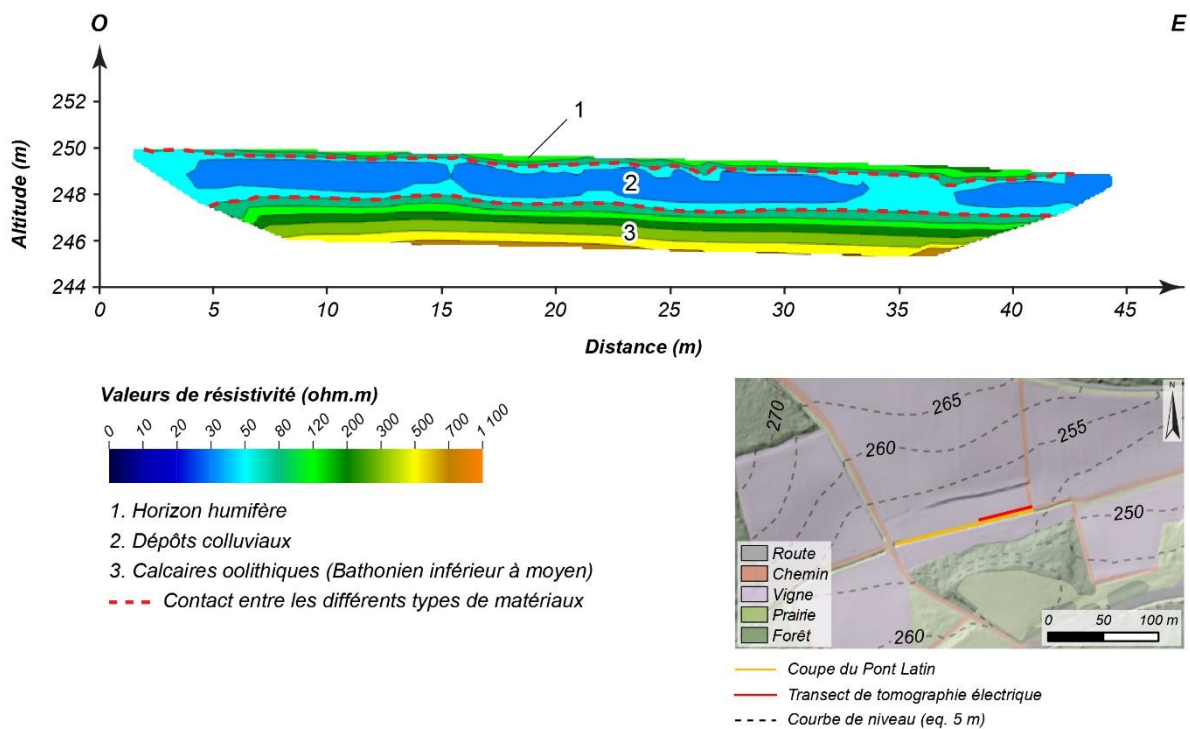 O
E
Altitude (m)
252
250
248
246
244
1
2
3
0
5
10
15
20
25
30
35
40
45
Distance (m)
Valeurs de résistivité (ohm.m)
0 10 20 30 50 80 120 200 300 500 700 1 100
1. Horizon humifère
2. Dépôts colluviaux
3. Calcaires oolithiques (Bathonien inférieur à moyen)
Contact entre les différents types de matériaux
270
265
260
255
250
260
N
Route
Chemin
Vigne
Prairie
Forêt
0 50 100 m
Coupe du Pont Latin
Transect de tomographie électrique
Courbe de niveau (eq. 5 m)